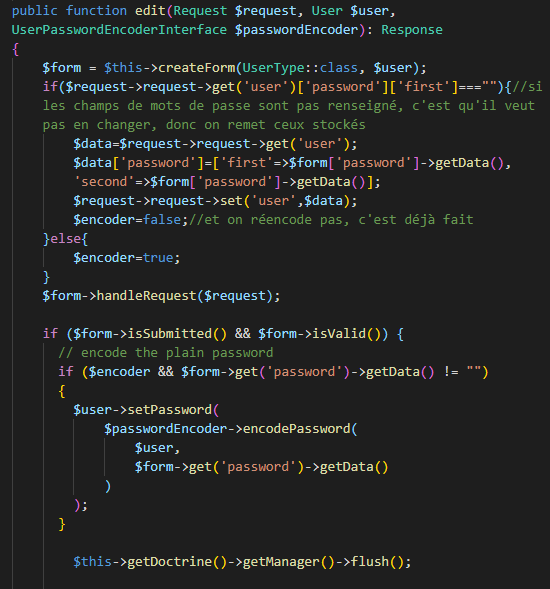 public function edit(Request $request, User $user,
UserPasswordEncoderInterface $passwordEncoder): Response
{
$form = $this->createForm(UserType::class, $user);
if($request->request->get('user')['password']['first']===""){//si
les champs de mots de passe sont pas renseigné, c'est qu'il veut
pas en changer, donc on remet ceux stockés
$data=$request->request->get('user');
$data['password']=['first'=>$form['password']->getData(),
'second'=>$form['password']->getData()];
$request->request->set('user',$data);
$encoder=false;//et on réencode pas, c'est déjà fait
}else{
$encoder=true;
}
$form->handleRequest($request);
if ($form->isSubmitted() && $form->isValid()) {
// encode the plain password
if ($encoder && $form->get('password')->getData() != "")
{
$user->setPassword(
$passwordEncoder->encodePassword(
$user,
$form->get('password')->getData()
)
);
}
$this->getDoctrine()->getManager()->flush();